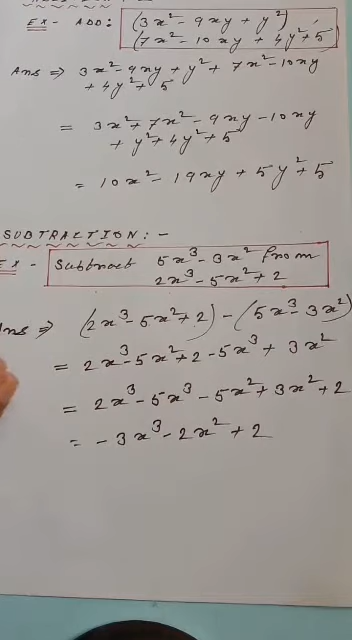 EX - ADD: (3x² - 9xy + y²)
(7x² - 10xy + 4y² + 5)
Ans ⇒ 3x² - 9xy + y² + 7x² - 10xy
+ 4y² + 5
= 3x² + 7x² - 9xy - 10xy
+ y² + 4y² + 5
= 10x² - 19xy + 5y² + 5
SUBTRACTION: -
EX - Subtract 5x³ - 3x² from
2x³ - 5x² + 2
Ans ⇒ (2x³ - 5x² + 2) - (5x³ - 3x²)
= 2x³ - 5x² + 2 - 5x³ + 3x²
= 2x³ - 5x³ - 5x² + 3x² + 2
= - 3x³ - 2x² + 2